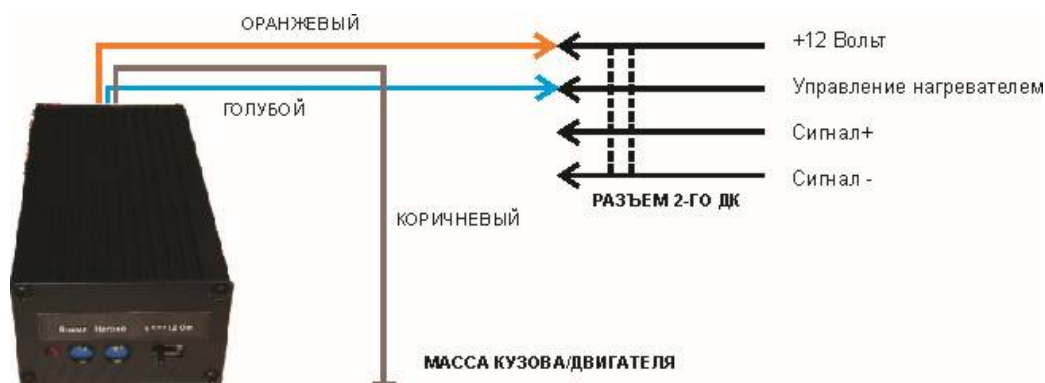 ОРАНЖЕВЫЙ
+12 Вольт
Управление нагревателем
ГОЛУБОЙ
Сигнал+
Сигнал -
РАЗЪЕМ 2-ГО ДК
КОРИЧНЕВЫЙ
МАССА КУЗОВА/ДВИГАТЕЛЯ